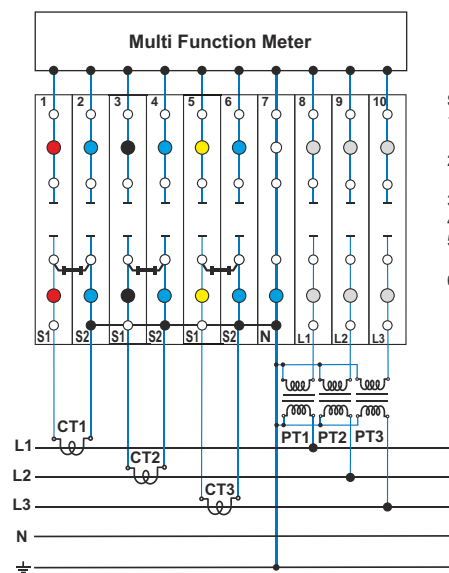 Multi Function Meter
1 2 3 4 5 6 7 8 9 10
S1 S2 S1 S2 S1 S2 N L1 L2 L3
CT1 PT1 PT2 PT3
L1
CT2
L2
CT3
L3
N